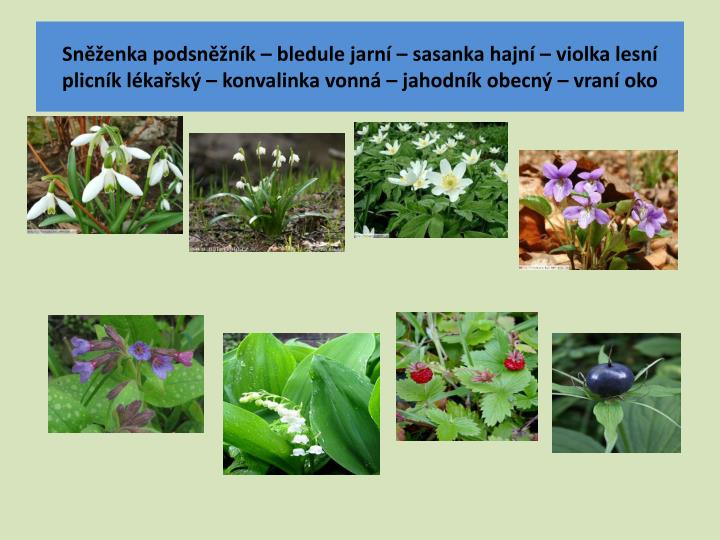 Sněženka podsněžník – bledule jarní – sasanka hajní – violka lesní
plicník lékařský – konvalinka vonná – jahodník obecný – vraní oko